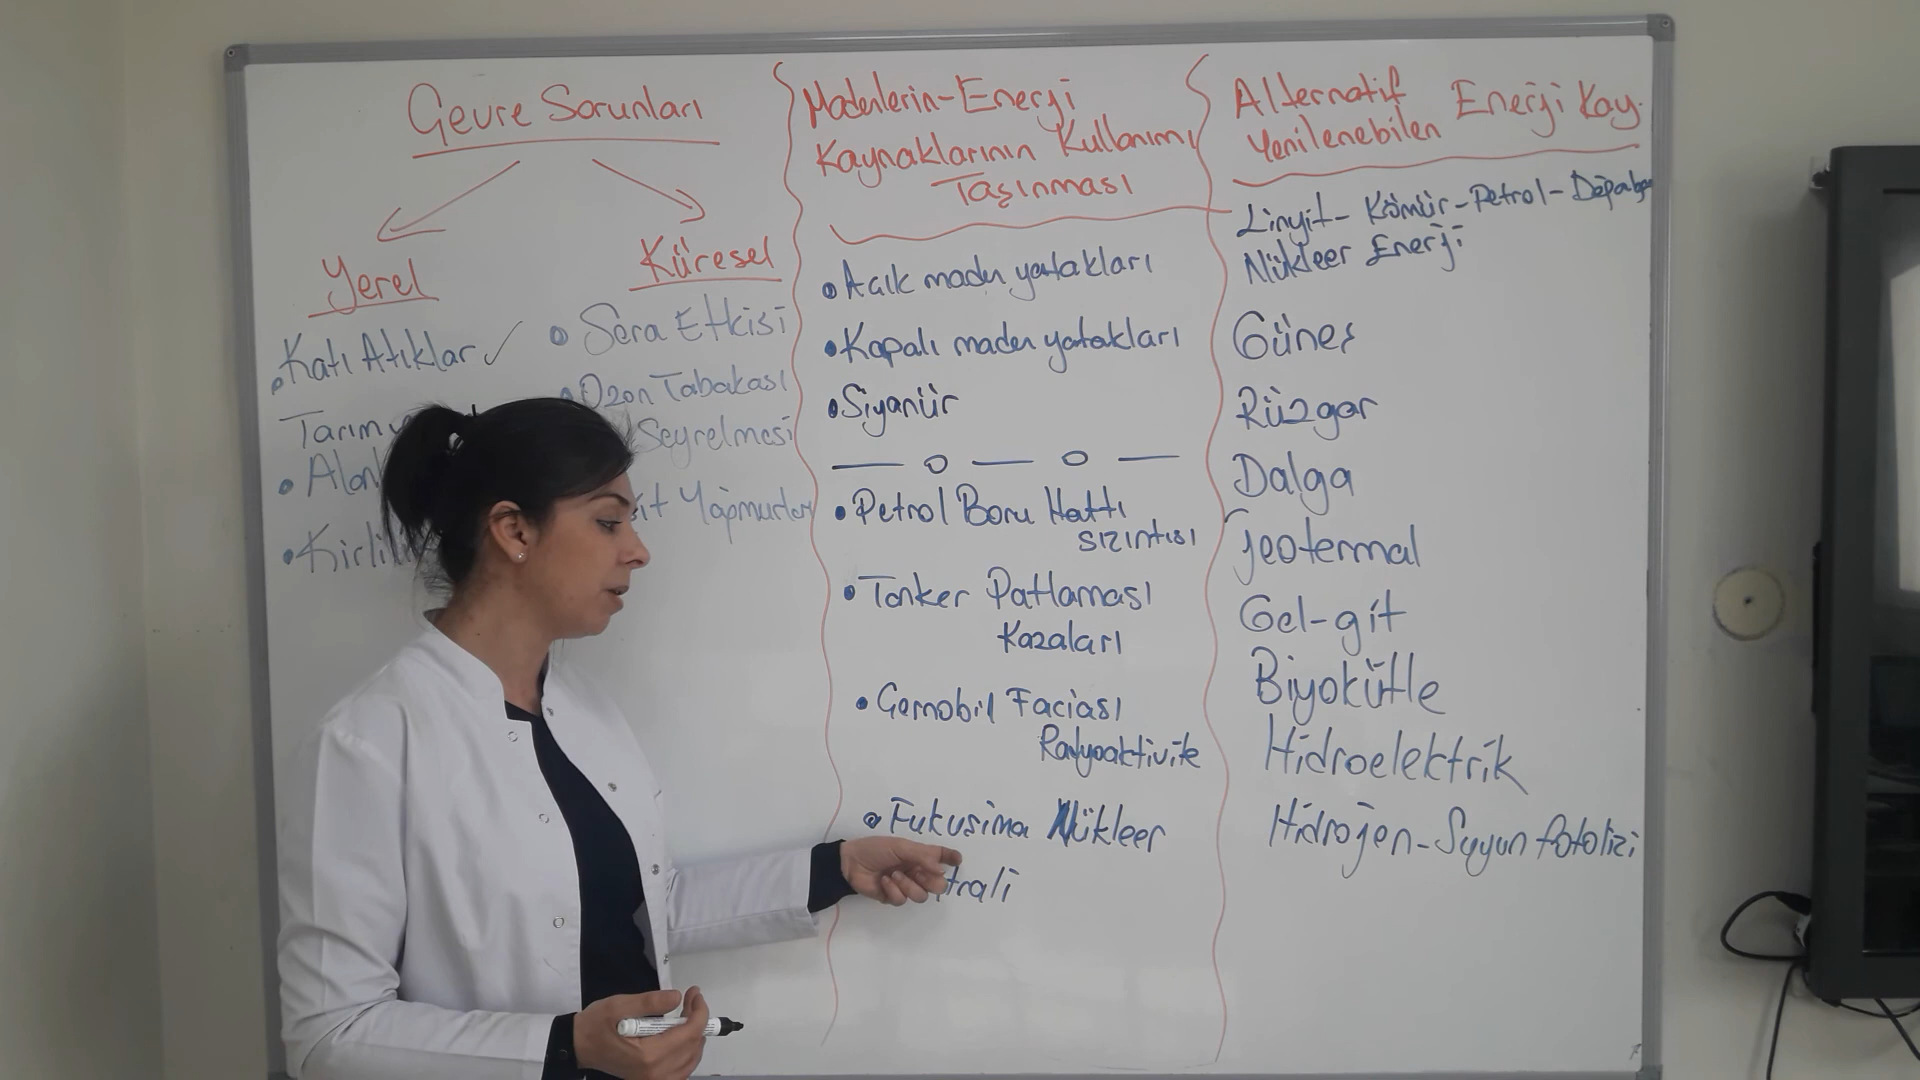 Çevre Sorunları
Yerel
Katı Atıklar ✓
Tarım
Kirlili
Küresel
Sera Etkisi
Ozon Tabakası
Seyrelmesi
Yağmurları
Madenlerin-Enerji
Kaynaklarının Kullanımı
Taşınması
Açık maden yatakları
Kapalı maden yatakları
Siyanür
Petrol Boru Hattı
sızıntısı
Tanker Patlaması
Kazaları
Çernobil Faciası
Radyoaktivite
Fukuşima Nükleer
trali
Alternatif
Yenilenebilen Enerji Kay.
Linyit- Kömür-Petrol-Doğalgaz
Nükleer Enerji
Güneş
Rüzgar
Dalga
Jeotermal
Gel-git
Biyokütle
Hidroelektrik
Hidrojen-Suyun fotolizi